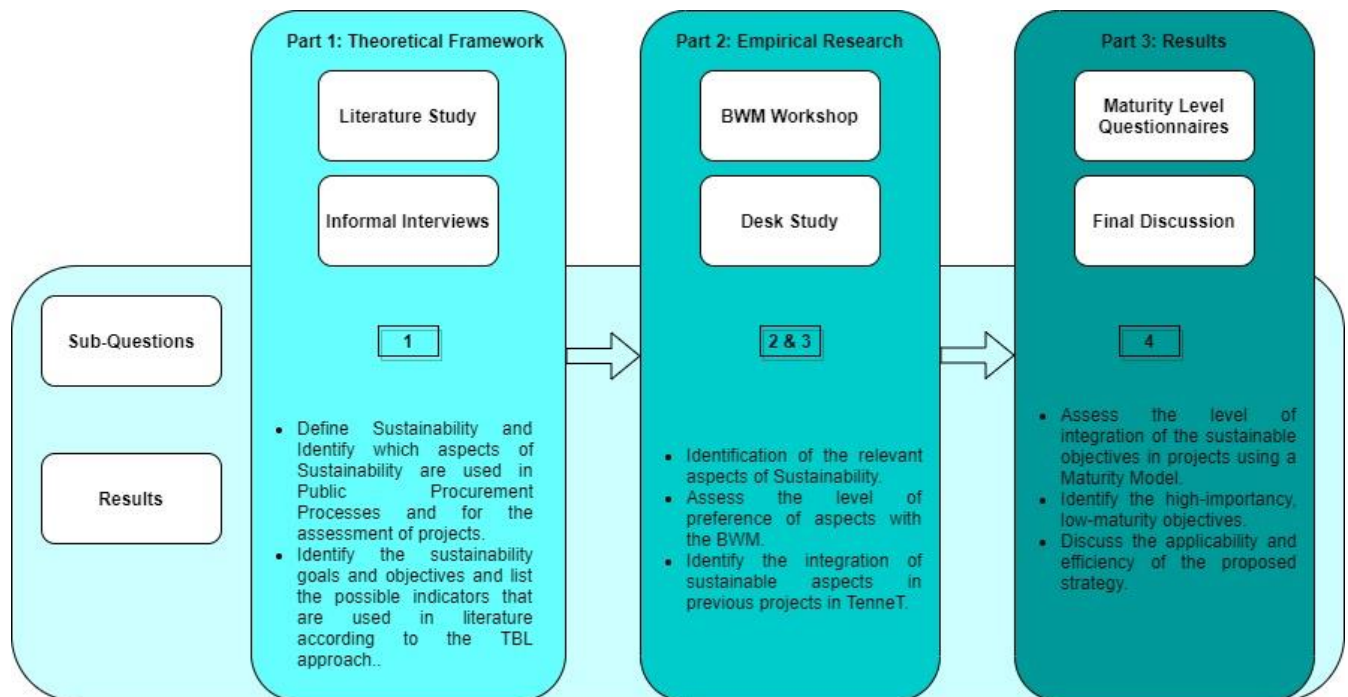 Part 1: Theoretical Framework
Literature Study
Informal Interviews
Part 2: Empirical Research
BWM Workshop
Desk Study
Part 3: Results
Maturity Level
Questionnaires
Final Discussion
Sub-Questions
1
2 & 3
4
Results
• Define Sustainability and
Identify which aspects of
Sustainability are used in
Public Procurement
Processes and for the
assessment of projects.
• Identify the sustainability
goals and objectives and list
the possible indicators that
are used in literature
according to the TBL
approach..
• Identification of the relevant
aspects of Sustainability.
• Assess the level of
preference of aspects with
the BWM.
• Identify the integration of
sustainable aspects in
previous projects in TenneT.
• Assess the level of
integration of the sustainable
objectives in projects using a
Maturity Model.
• Identify the high-importancy,
low-maturity objectives.
• Discuss the applicability and
efficiency of the proposed
strategy.